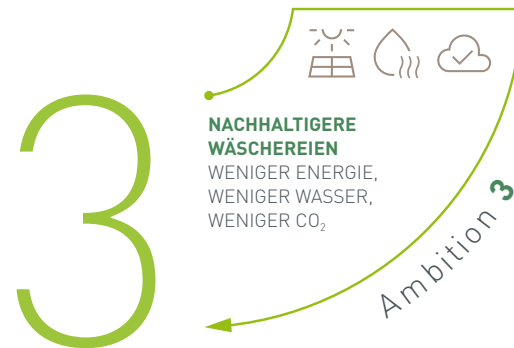 3
NACHHALTIGERE
WÄSCHEREIEN
WENIGER ENERGIE,
WENIGER WASSER,
WENIGER CO₂
Ambition 3